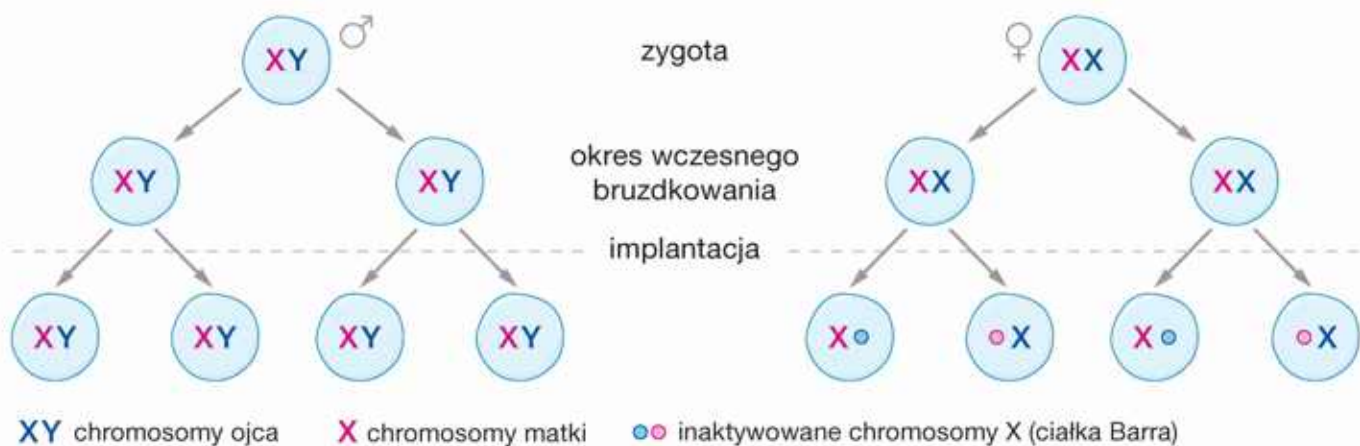 ♂
zygota
♀
XY
XX
okres wczesnego
bruzdkowania
XY
XY
XX
XX
implantacja
XY
XY
XY
XY
X
X
X
X
XY chromosomy ojca
X chromosomy matki
inaktywowane chromosomy X (ciałka Barra)